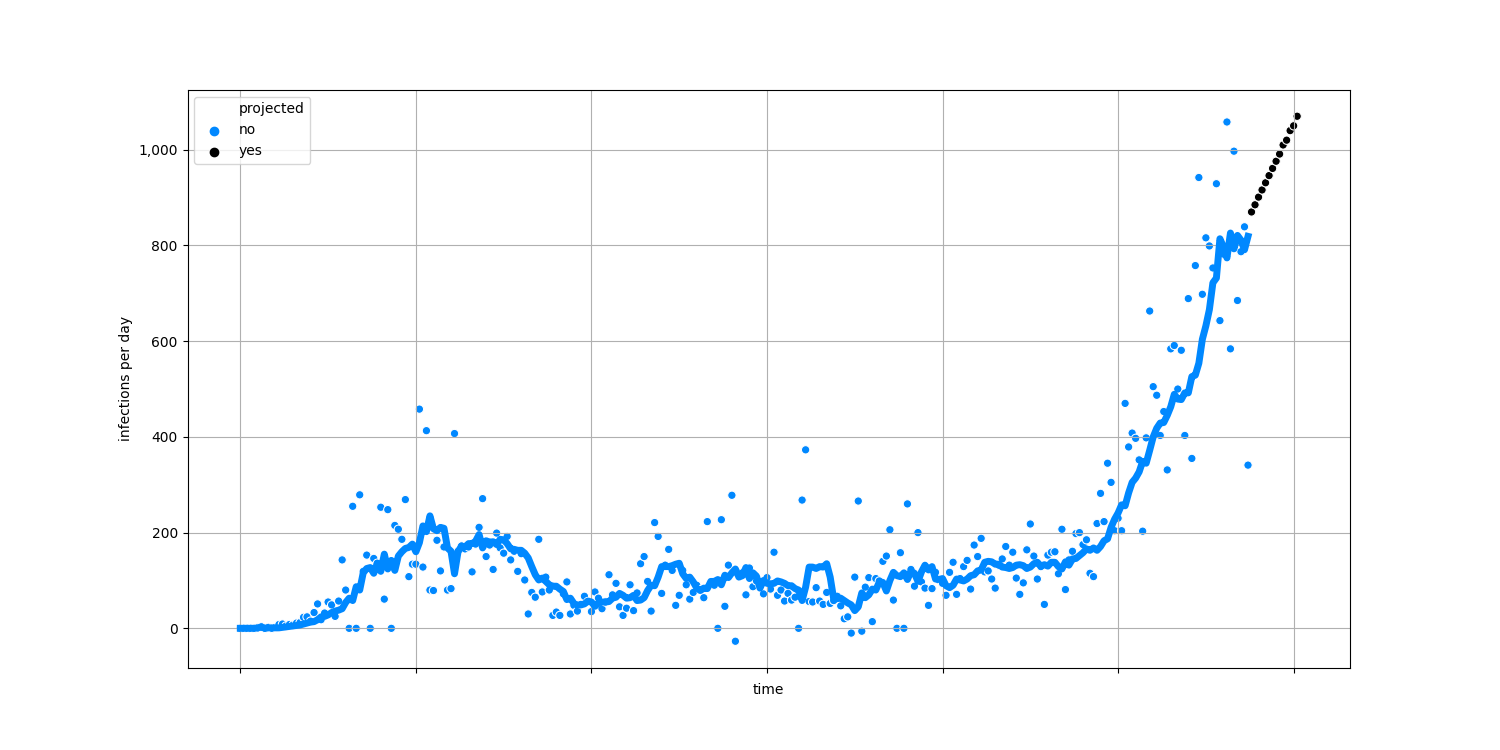 projected
no
yes
1,000
800
600
400
200
0
infections per day
time